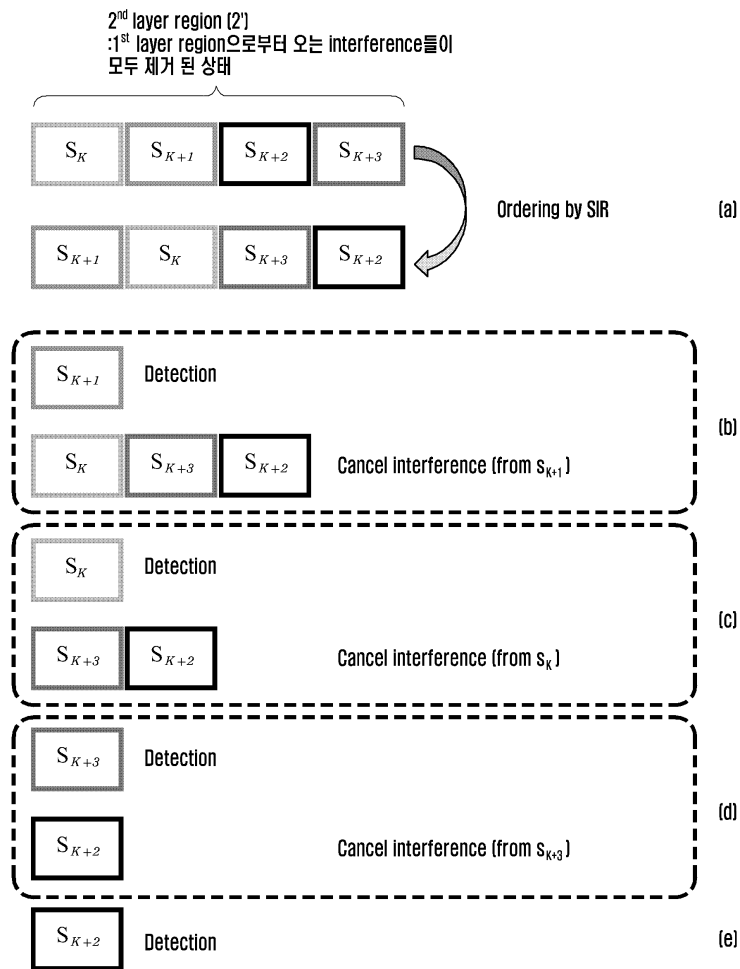 2nd layer region (2')
:1st layer region으로부터 오는 interference들이
모두 제거 된 상태
SK SK+1 SK+2 SK+3
Ordering by SIR (a)
SK+1 SK SK+3 SK+2
SK+1 Detection
(b)
SK SK+3 SK+2 Cancel interference (from sK+1)
SK Detection
(c)
SK+3 SK+2 Cancel interference (from sK)
SK+3 Detection
(d)
SK+2 Cancel interference (from sK+3)
SK+2 Detection (e)